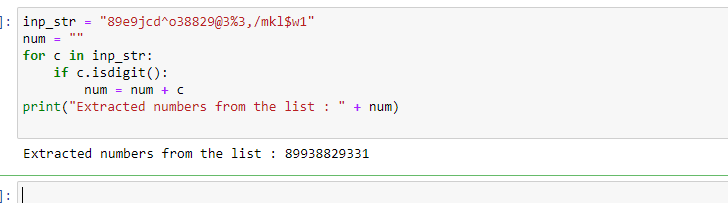 ]: inp_str = "89e9jcd^o38829@3%3,/mkl$w1"
num = ""
for c in inp_str:
    if c.isdigit():
        num = num + c
print("Extracted numbers from the list : " + num)
Extracted numbers from the list : 89938829331
]: